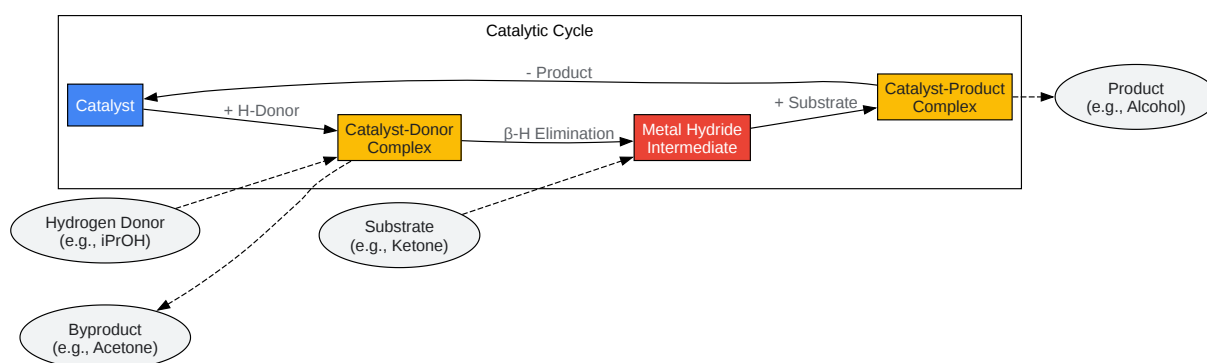 Catalytic Cycle
- Product
Catalyst
+ H-Donor
Catalyst-Donor
Complex
β-H Elimination
Metal Hydride
Intermediate
+ Substrate
Catalyst-Product
Complex
Product
(e.g., Alcohol)
Hydrogen Donor
(e.g., iPrOH)
Substrate
(e.g., Ketone)
Byproduct
(e.g., Acetone)